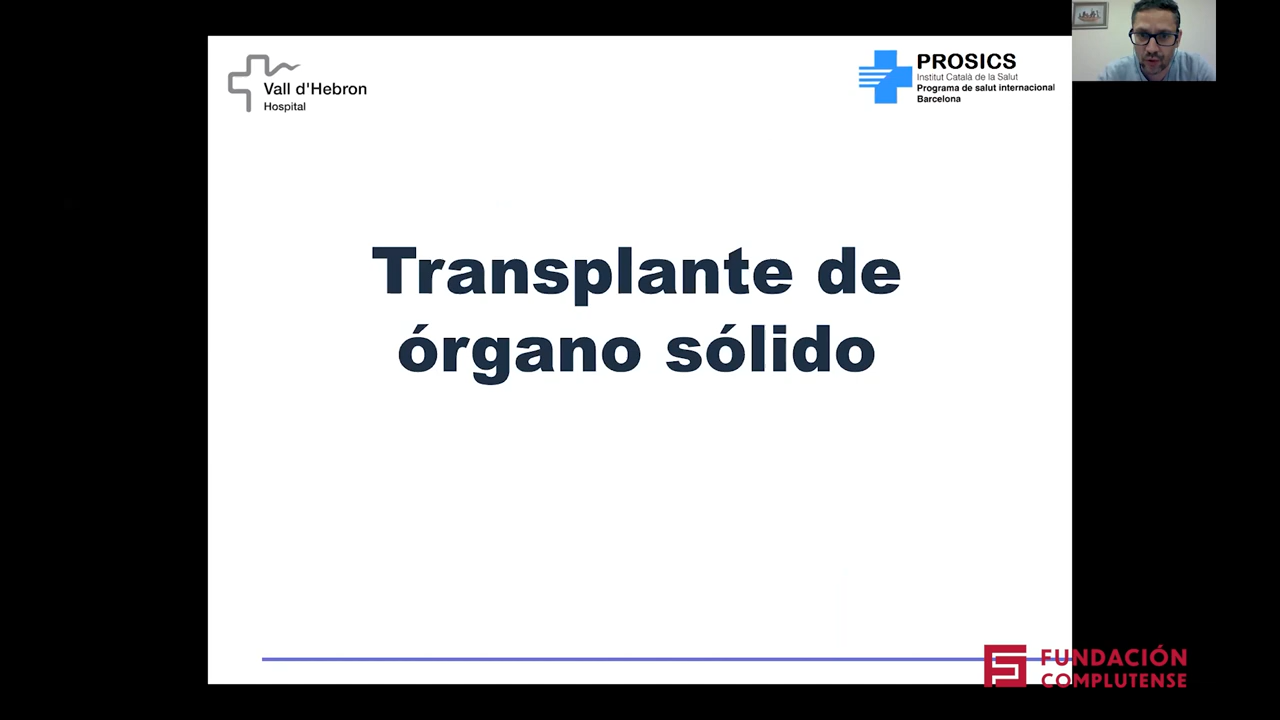 Vall d'Hebron
Hospital
PROSICS
Institut Català de la Salut
Programa de salut internacional
Barcelona
Transplante de
órgano sólido
FUNDACIÓN
COMPLUTENSE